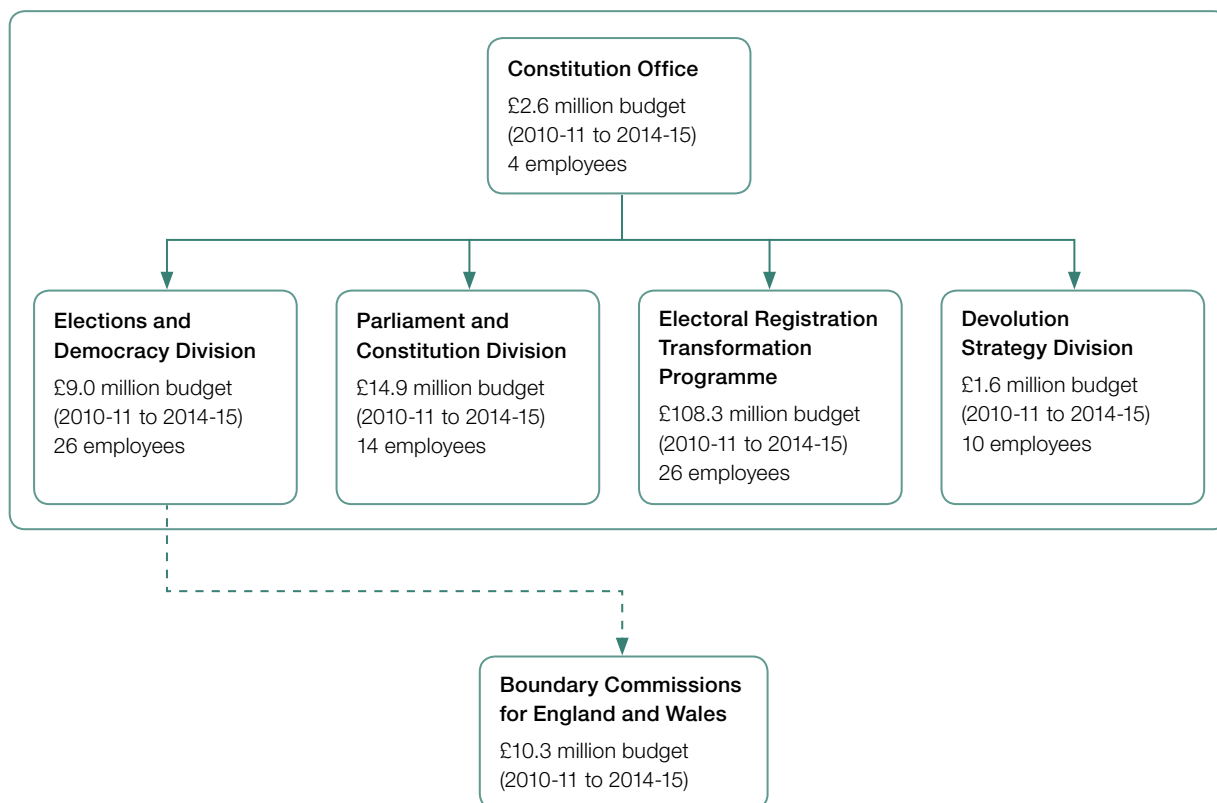 Constitution Office
£2.6 million budget
(2010-11 to 2014-15)
4 employees
Elections and
Democracy Division
£9.0 million budget
(2010-11 to 2014-15)
26 employees
Parliament and
Constitution Division
£14.9 million budget
(2010-11 to 2014-15)
14 employees
Electoral Registration
Transformation
Programme
£108.3 million budget
(2010-11 to 2014-15)
26 employees
Devolution
Strategy Division
£1.6 million budget
(2010-11 to 2014-15)
10 employees
Boundary Commissions
for England and Wales
£10.3 million budget
(2010-11 to 2014-15)